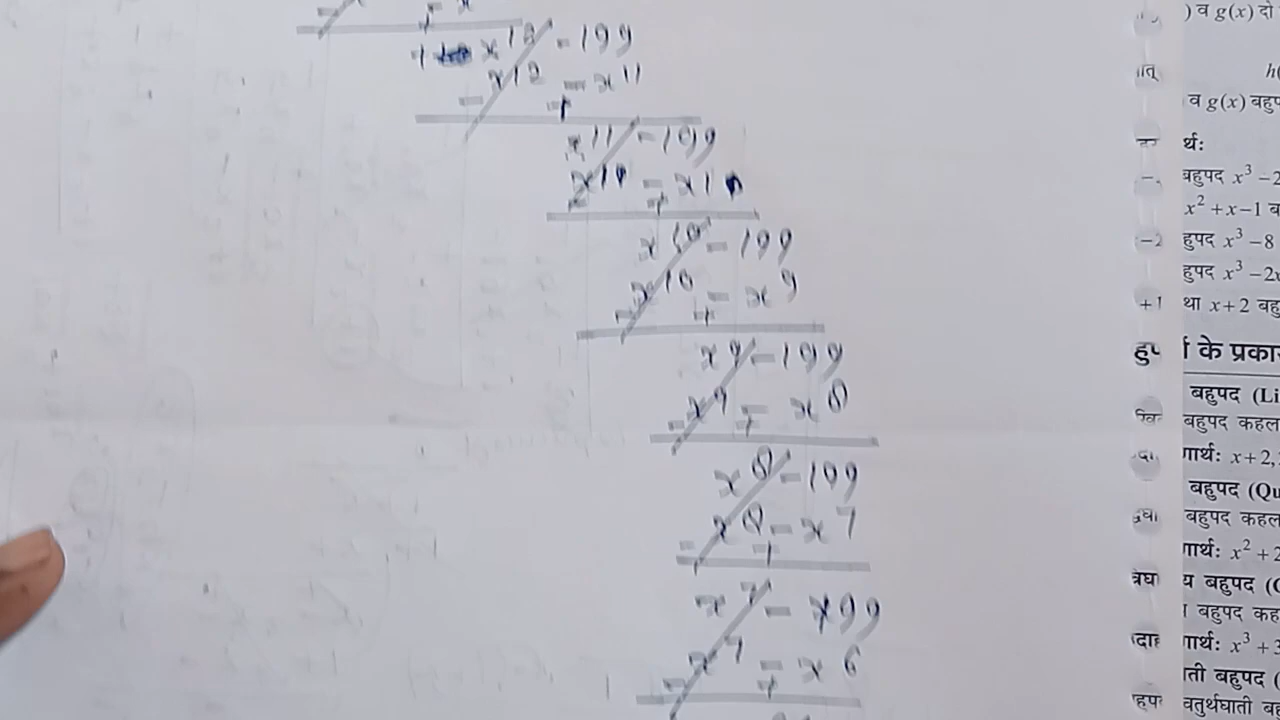 x¹² - 199
- x¹² - x¹¹
+
x¹¹ - 199
x¹¹ - x¹⁰
- +
x¹⁰ - 199
- x¹⁰ - x⁹
+
x⁹ - 199
- x⁹ - x⁸
+
x⁸ - 199
x⁸ - x⁷
- +
x⁷ - 199
- x⁷ - x⁶
+
) व g(x) दो
व g(x) बहुप
र्थ:
बहुपद x³ - 2
x² + x - 1 व
हुपद x³ - 8
हुपद x³ - 2
+1 था x + 2 बहु
के प्रका
बहुपद (Li
बहुपद कहल
ार्थ: x + 2,
बहुपद (Qu
बहुपद कहल
ार्थ: x² + 2
य बहुपद (C
बहुपद कह
ार्थ: x³ + 3
ाती बहुपद (
चतुर्थघाती ब